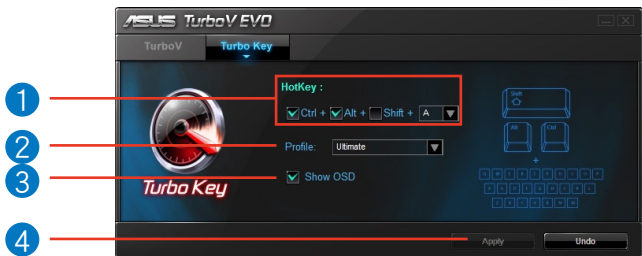 ASUS TurboV EVO
TurboV Turbo Key
HotKey :
1
Ctrl + Alt + Shift + A
Shift
Alt Ctrl
+
2
Profile: Ultimate
3
Show OSD
Turbo Key
4
Apply Undo